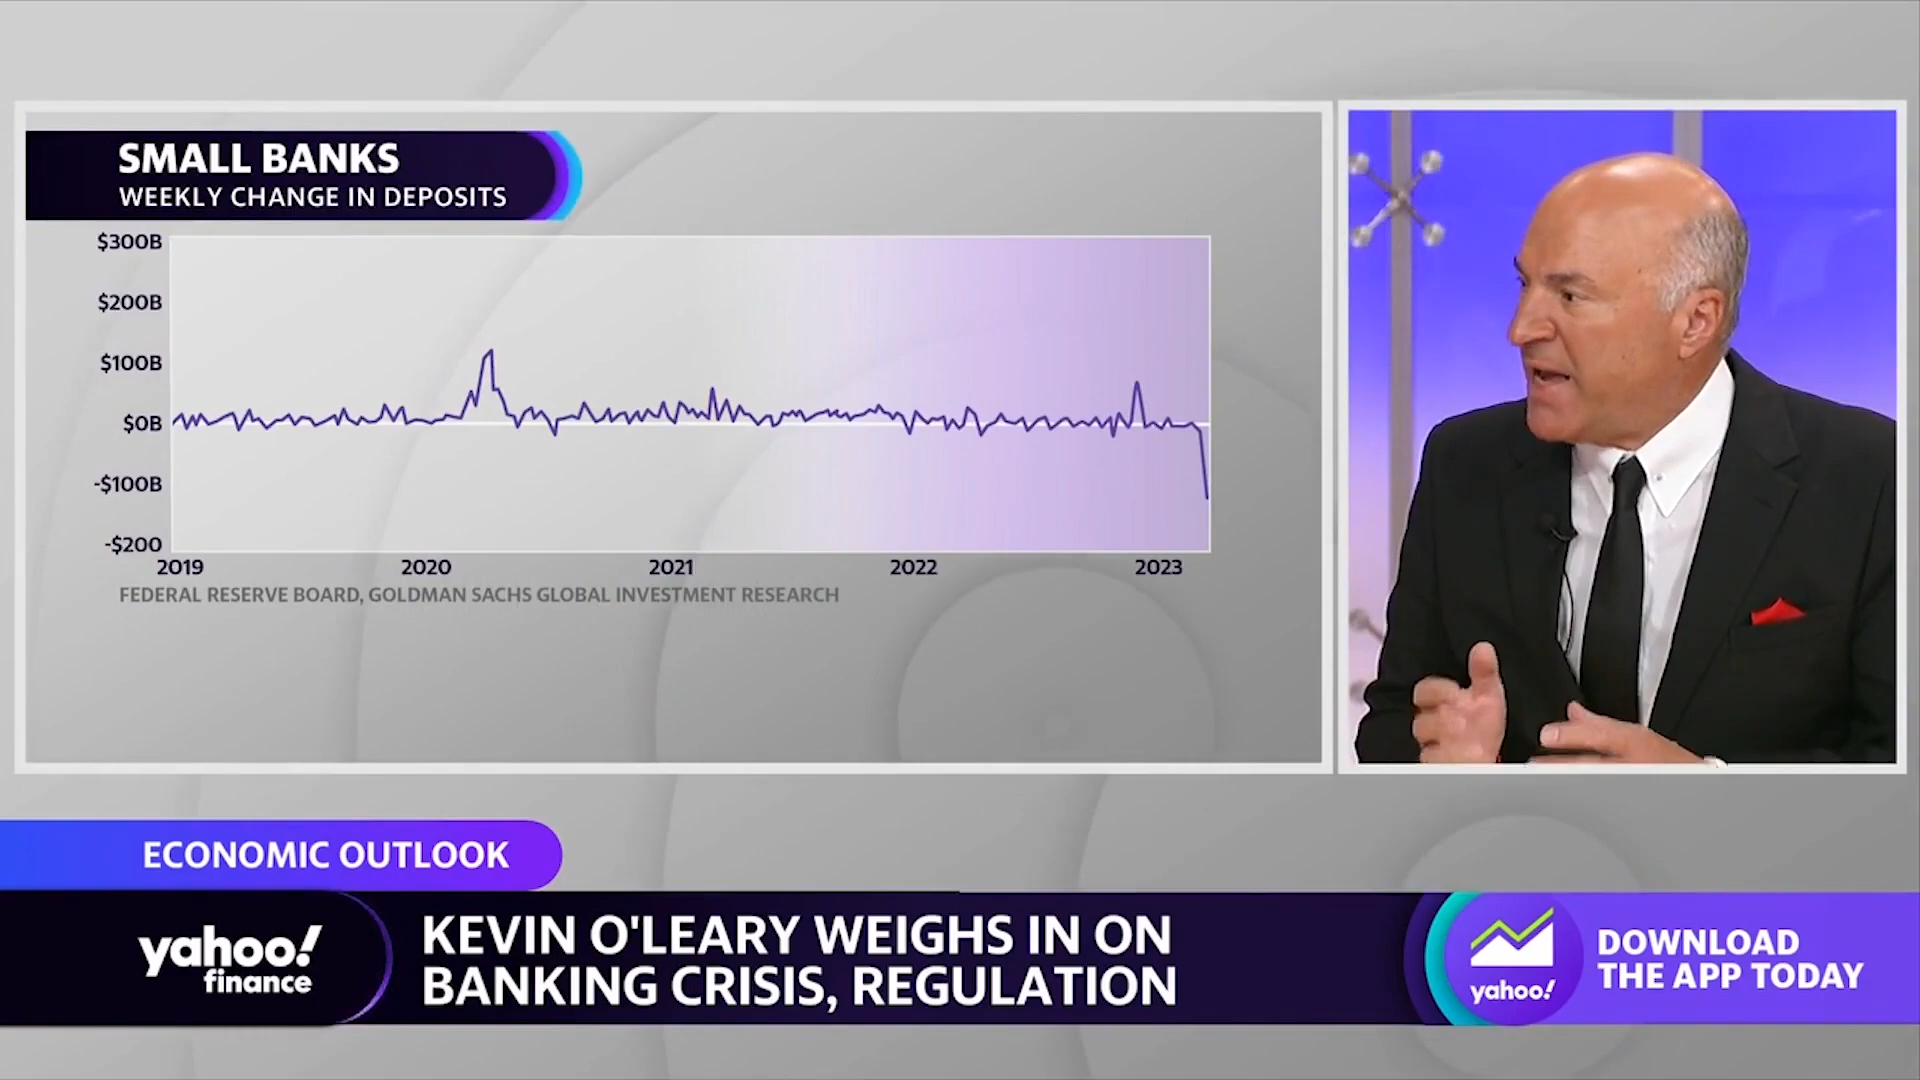 SMALL BANKS
WEEKLY CHANGE IN DEPOSITS
$300B
$200B
$100B
$0B
-$100B
-$200
2019 2020 2021 2022 2023
FEDERAL RESERVE BOARD, GOLDMAN SACHS GLOBAL INVESTMENT RESEARCH
ECONOMIC OUTLOOK
yahoo!
finance
KEVIN O'LEARY WEIGHS IN ON
BANKING CRISIS, REGULATION
yahoo!
DOWNLOAD
THE APP TODAY